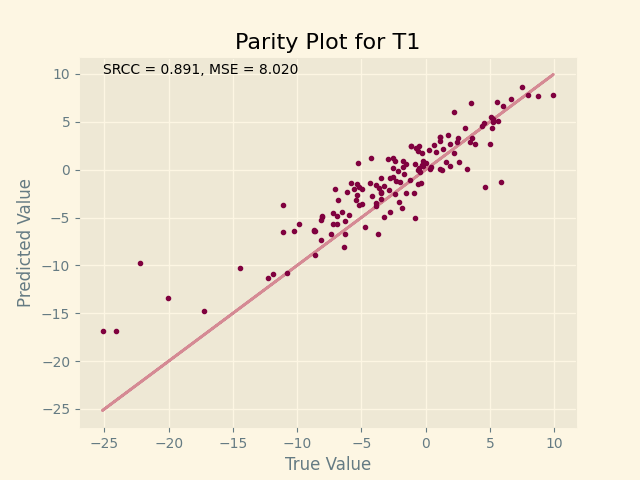 Parity Plot for T1
SRCC = 0.891, MSE = 8.020
10
5
0
−5
−10
−15
−20
−25
Predicted Value
−25 −20 −15 −10 −5 0 5 10
True Value